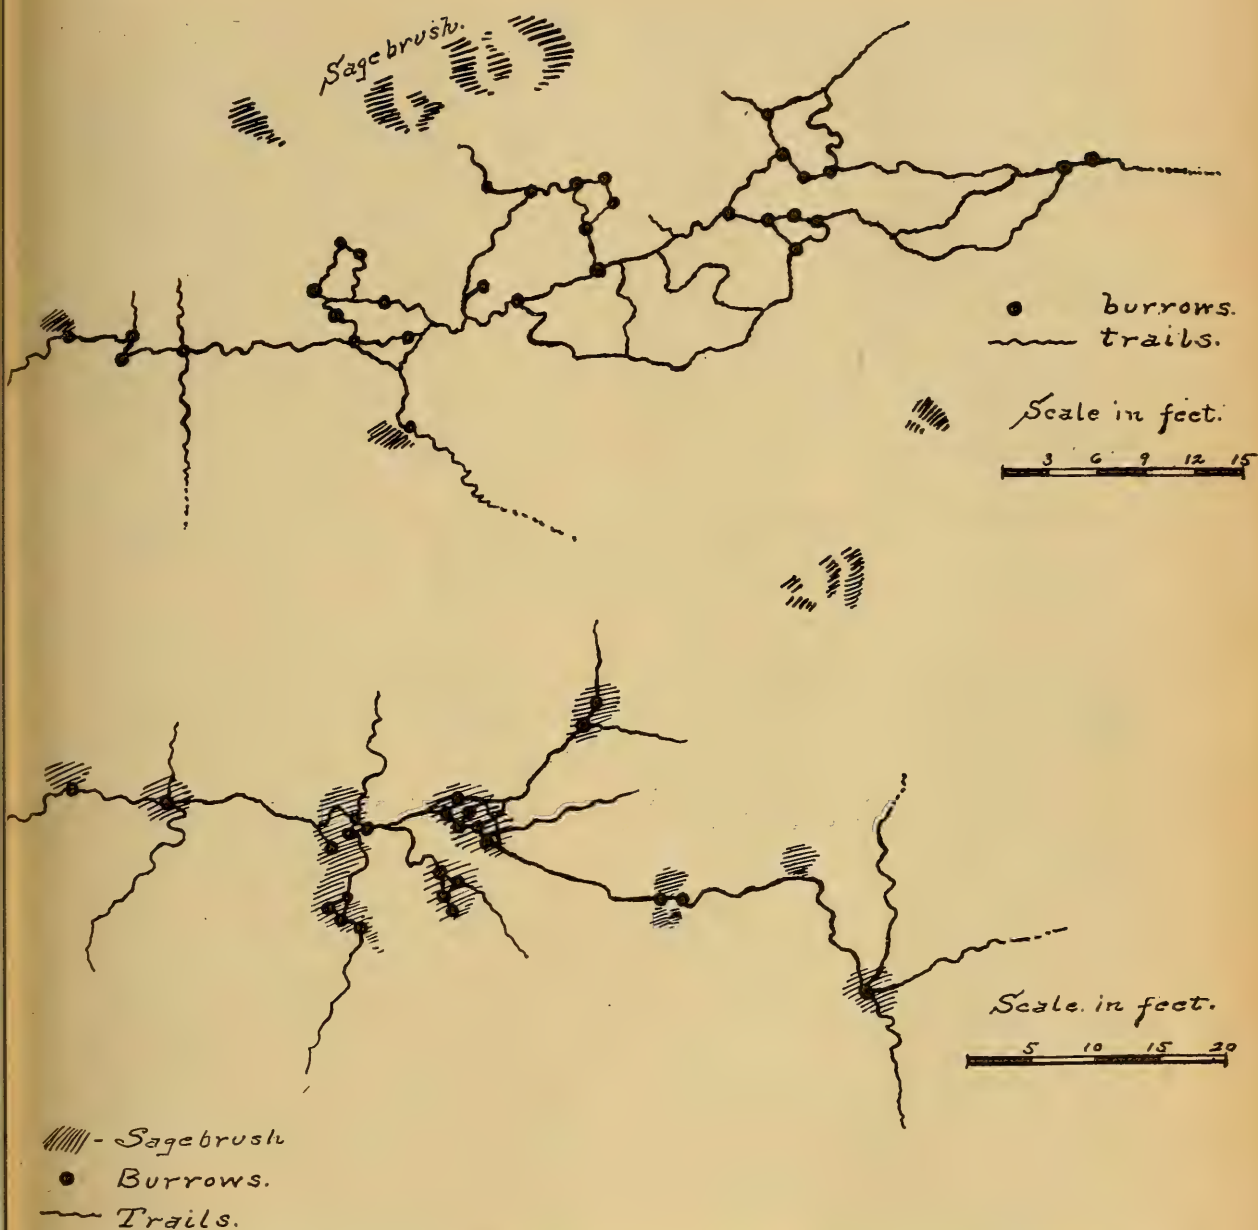 Sagebrush.
burrows.
trails.
Scale in feet.
3 6 9 12 15
Scale in feet.
5 10 15 20
- Sagebrush
Burrows.
Trails.